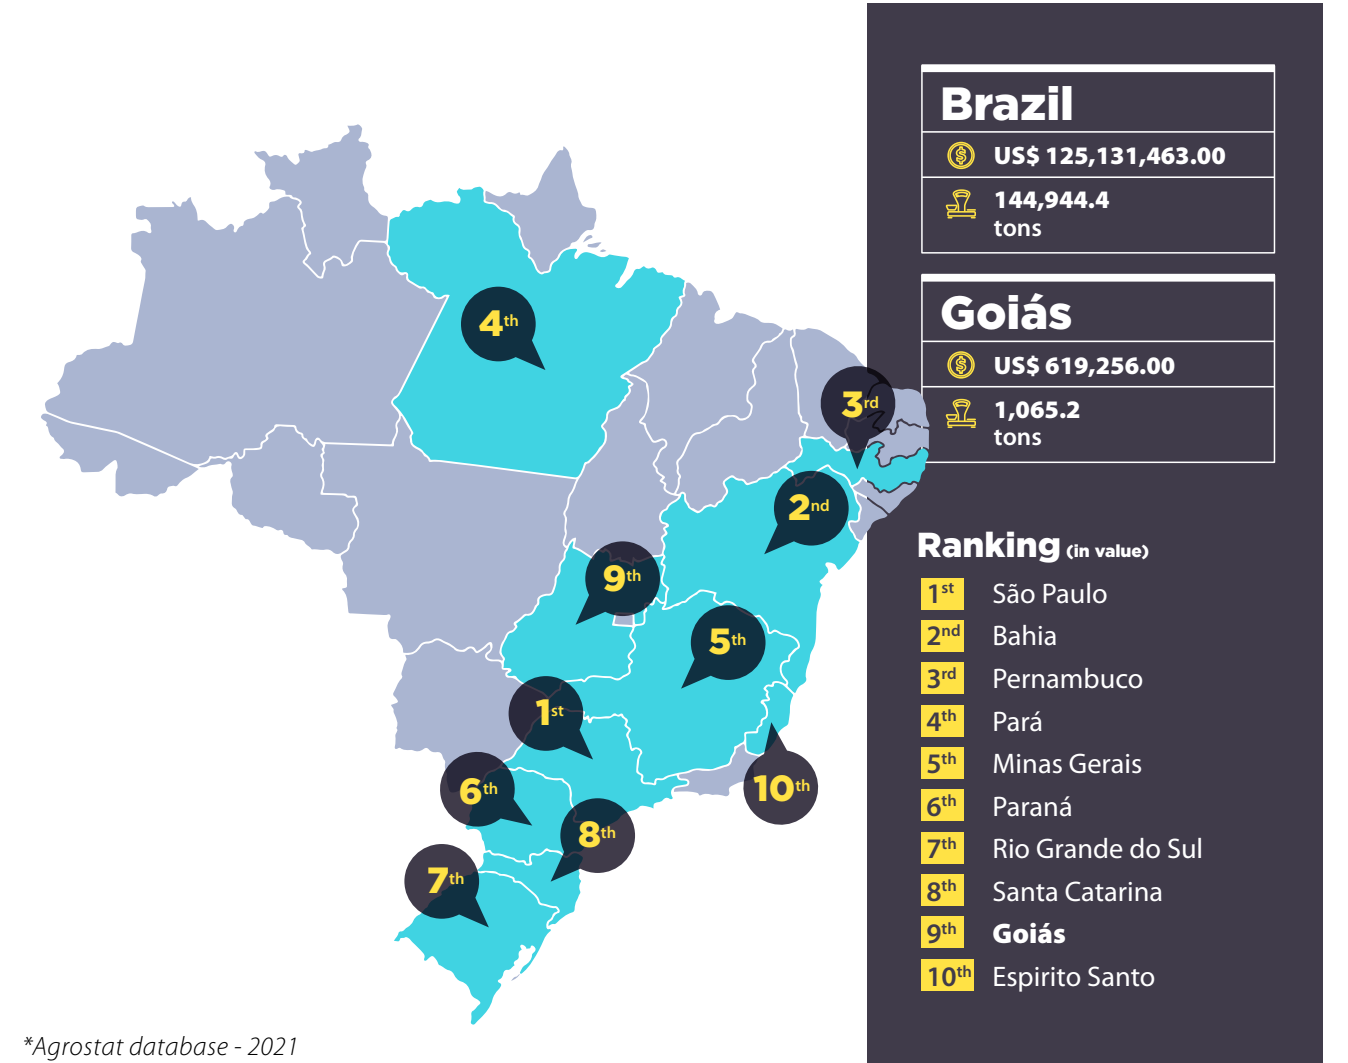 Brazil
US$ 125,131,463.00
144,944.4
tons
Goiás
US$ 619,256.00
1,065.2
tons
Ranking (in value)
1st São Paulo
2nd Bahia
3rd Pernambuco
4th Pará
5th Minas Gerais
6th Paraná
7th Rio Grande do Sul
8th Santa Catarina
9th Goiás
10th Espirito Santo
4th
3rd
2nd
9th
5th
1st
6th
10th
8th
7th
*Agrostat database - 2021